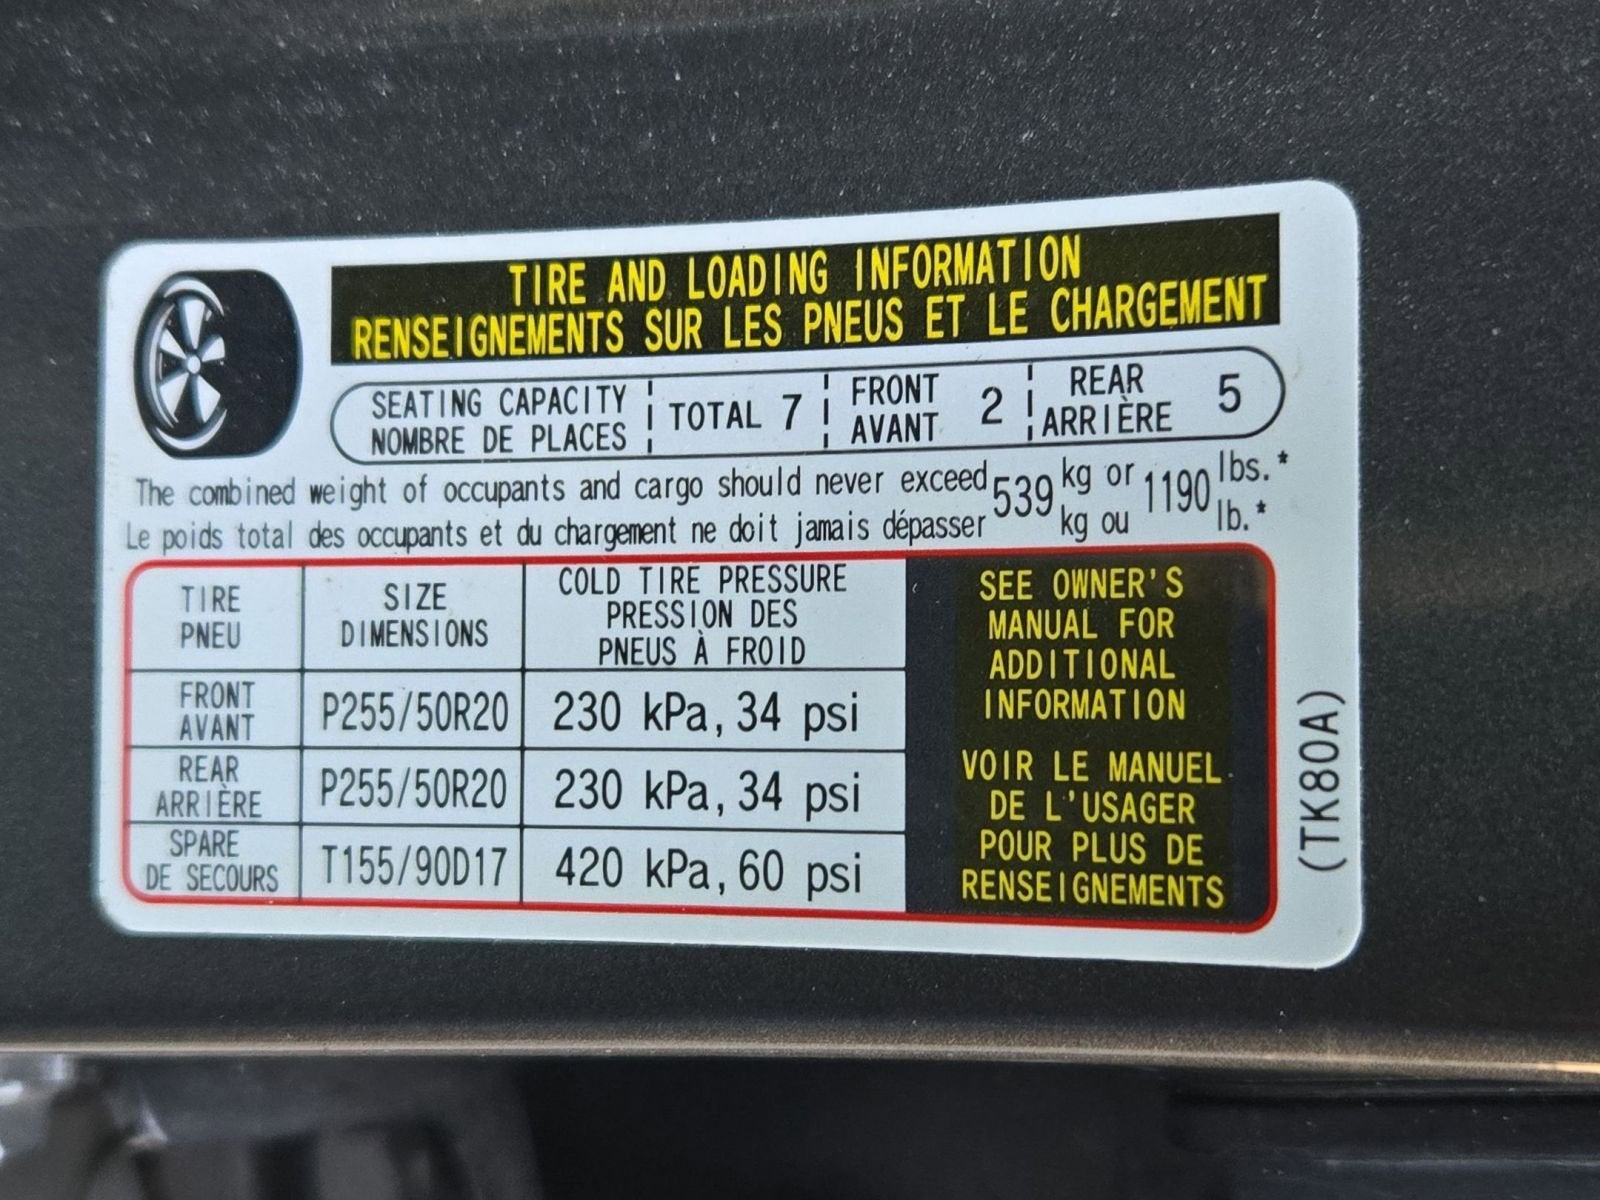 TIRE AND LOADING INFORMATION
RENSEIGNEMENTS SUR LES PNEUS ET LE CHARGEMENT
SEATING CAPACITY
NOMBRE DE PLACES
TOTAL 7
FRONT
AVANT
2
REAR
ARRIÈRE
5
The combined weight of occupants and cargo should never exceed
Le poids total des occupants et du chargement ne doit jamais dépasser
539
kg or
kg ou
1190
lbs.*
lb.*
TIRE
PNEU
SIZE
DIMENSIONS
COLD TIRE PRESSURE
PRESSION DES
PNEUS À FROID
FRONT
AVANT
P255/50R20
230 kPa, 34 psi
REAR
ARRIÈRE
P255/50R20
230 kPa, 34 psi
SPARE
DE SECOURS
T155/90D17
420 kPa, 60 psi
SEE OWNER'S
MANUAL FOR
ADDITIONAL
INFORMATION
VOIR LE MANUEL
DE L'USAGER
POUR PLUS DE
RENSEIGNEMENTS
(TK80A)